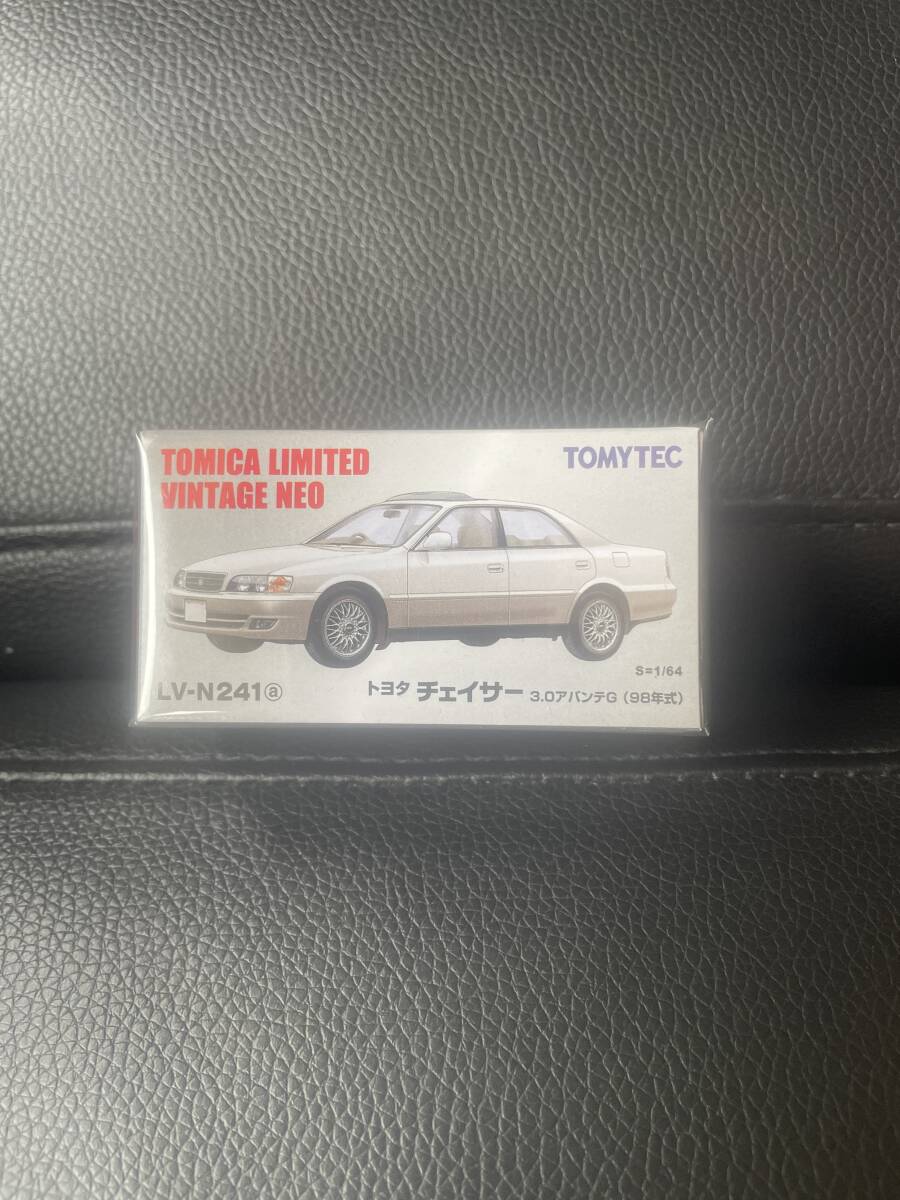 TOMICA LIMITED
VINTAGE NEO
TOMYTEC
S=1/64
LV-N241ⓐ
トヨタ チェイサー 3.0アバンテG (98年式)